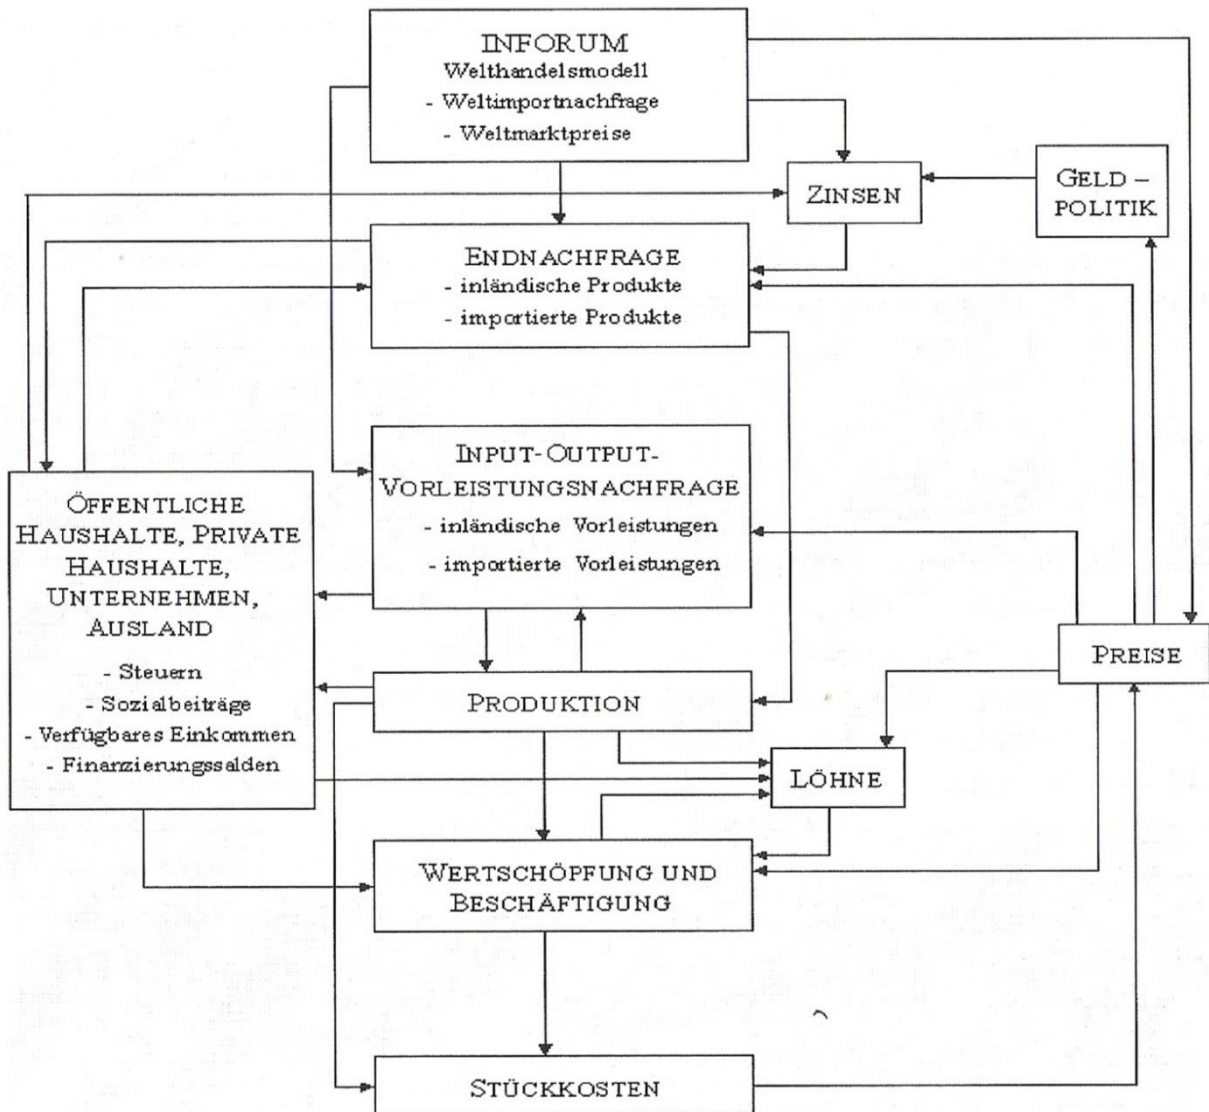 INFORUM
Welthandelsmodell
- Weltimportnachfrage
- Weltmarktpreise
ZINSEN
GELD –
POLITIK
ENDNACHFRAGE
- inländische Produkte
- importierte Produkte
INPUT-OUTPUT-
VORLEISTUNGSNACHFRAGE
- inländische Vorleistungen
- importierte Vorleistungen
ÖFFENTLICHE
HAUSHALTE, PRIVATE
HAUSHALTE,
UNTERNEHMEN,
AUSLAND
- Steuern
- Sozialbeiträge
- Verfügbares Einkommen
- Finanzierungssalden
PREISE
PRODUKTION
LÖHNE
WERTSCHÖPFUNG UND
BESCHÄFTIGUNG
STÜCKKOSTEN